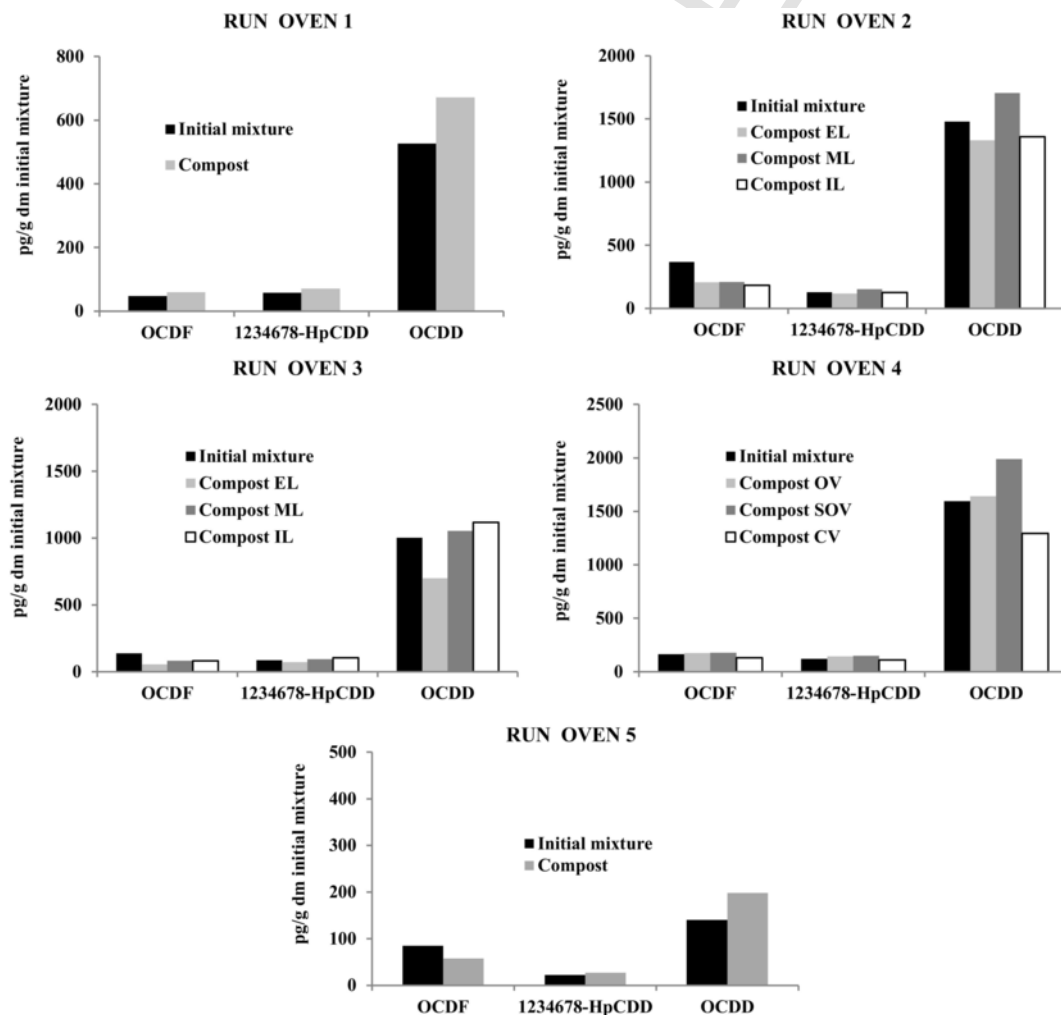 RUN OVEN 1
pg/g dm initial mixture
800
600
400
200
0
Initial mixture
Compost
OCDF 1234678-HpCDD OCDD
RUN OVEN 2
pg/g dm initial mixture
2000
1500
1000
500
0
Initial mixture
Compost EL
Compost ML
Compost IL
OCDF 1234678-HpCDD OCDD
RUN OVEN 3
pg/g dm initial mixture
2000
1500
1000
500
0
Initial mixture
Compost EL
Compost ML
Compost IL
OCDF 1234678-HpCDD OCDD
RUN OVEN 4
pg/g dm initial mixture
2500
2000
1500
1000
500
0
Initial mixture
Compost OV
Compost SOV
Compost CV
OCDF 1234678-HpCDD OCDD
RUN OVEN 5
pg/g dm initial mixture
500
400
300
200
100
0
Initial mixture
Compost
OCDF 1234678-HpCDD OCDD